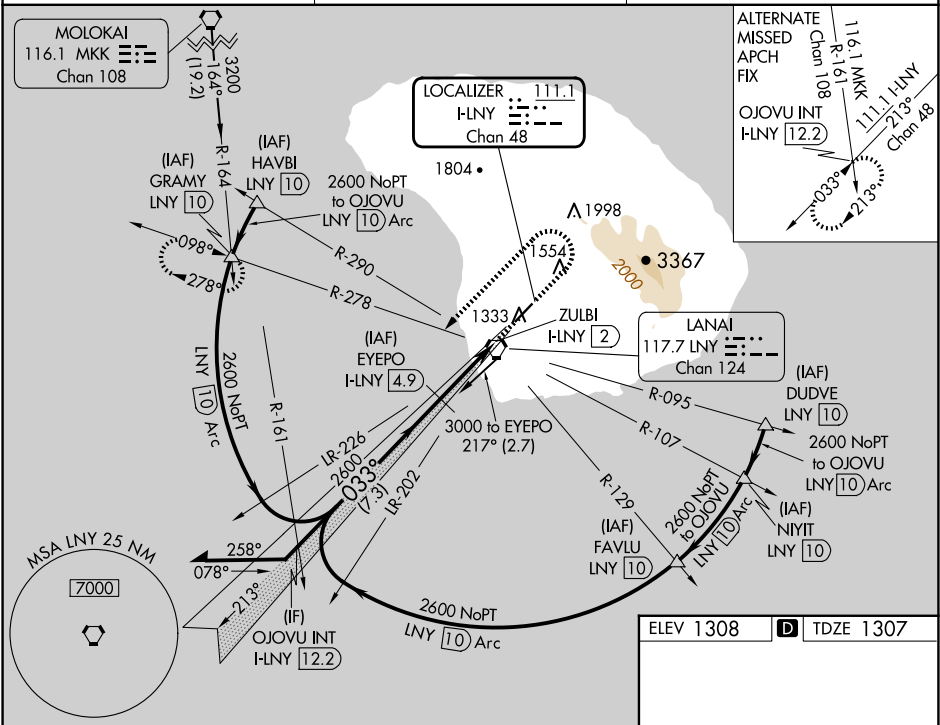 MOLOKAI
116.1 MKK
Chan 108
3200
164°
(19.2)
R-164
(IAF)
HAVBI
LNY 10
(IAF)
GRAMY
LNY 10
2600 NoPT
to OJOVU
LNY 10 Arc
098°
278°
R-290
R-278
LOCALIZER 111.1
I-LNY
Chan 48
1804
1998
1554
2000
3367
1333
ZULBI
I-LNY 2
ALTERNATE
MISSED
APCH
FIX
116.1 MKK
Chan 108
R-161
111.1 I-LNY
213°
Chan 48
OJOVU INT
I-LNY 12.2
033°
213°
LANAI
117.7 LNY
Chan 124
(IAF)
EYEPO
I-LNY 4.9
3000 to EYEPO
217° (2.7)
2600 NoPT
LNY 10 Arc
R-161
LR-226
2600
033°
(7.3)
LR-202
R-095
R-107
R-129
(IAF)
DUDVE
LNY 10
2600 NoPT
to OJOVU
LNY 10 Arc
(IAF)
NIYIT
LNY 10
2600 NoPT
to OJOVU
LNY 10 Arc
(IAF)
FAVLU
LNY 10
2600 NoPT
LNY 10 Arc
258°
078°
213°
(IF)
OJOVU INT
I-LNY 12.2
MSA LNY 25 NM
7000
ELEV 1308 D TDZE 1307